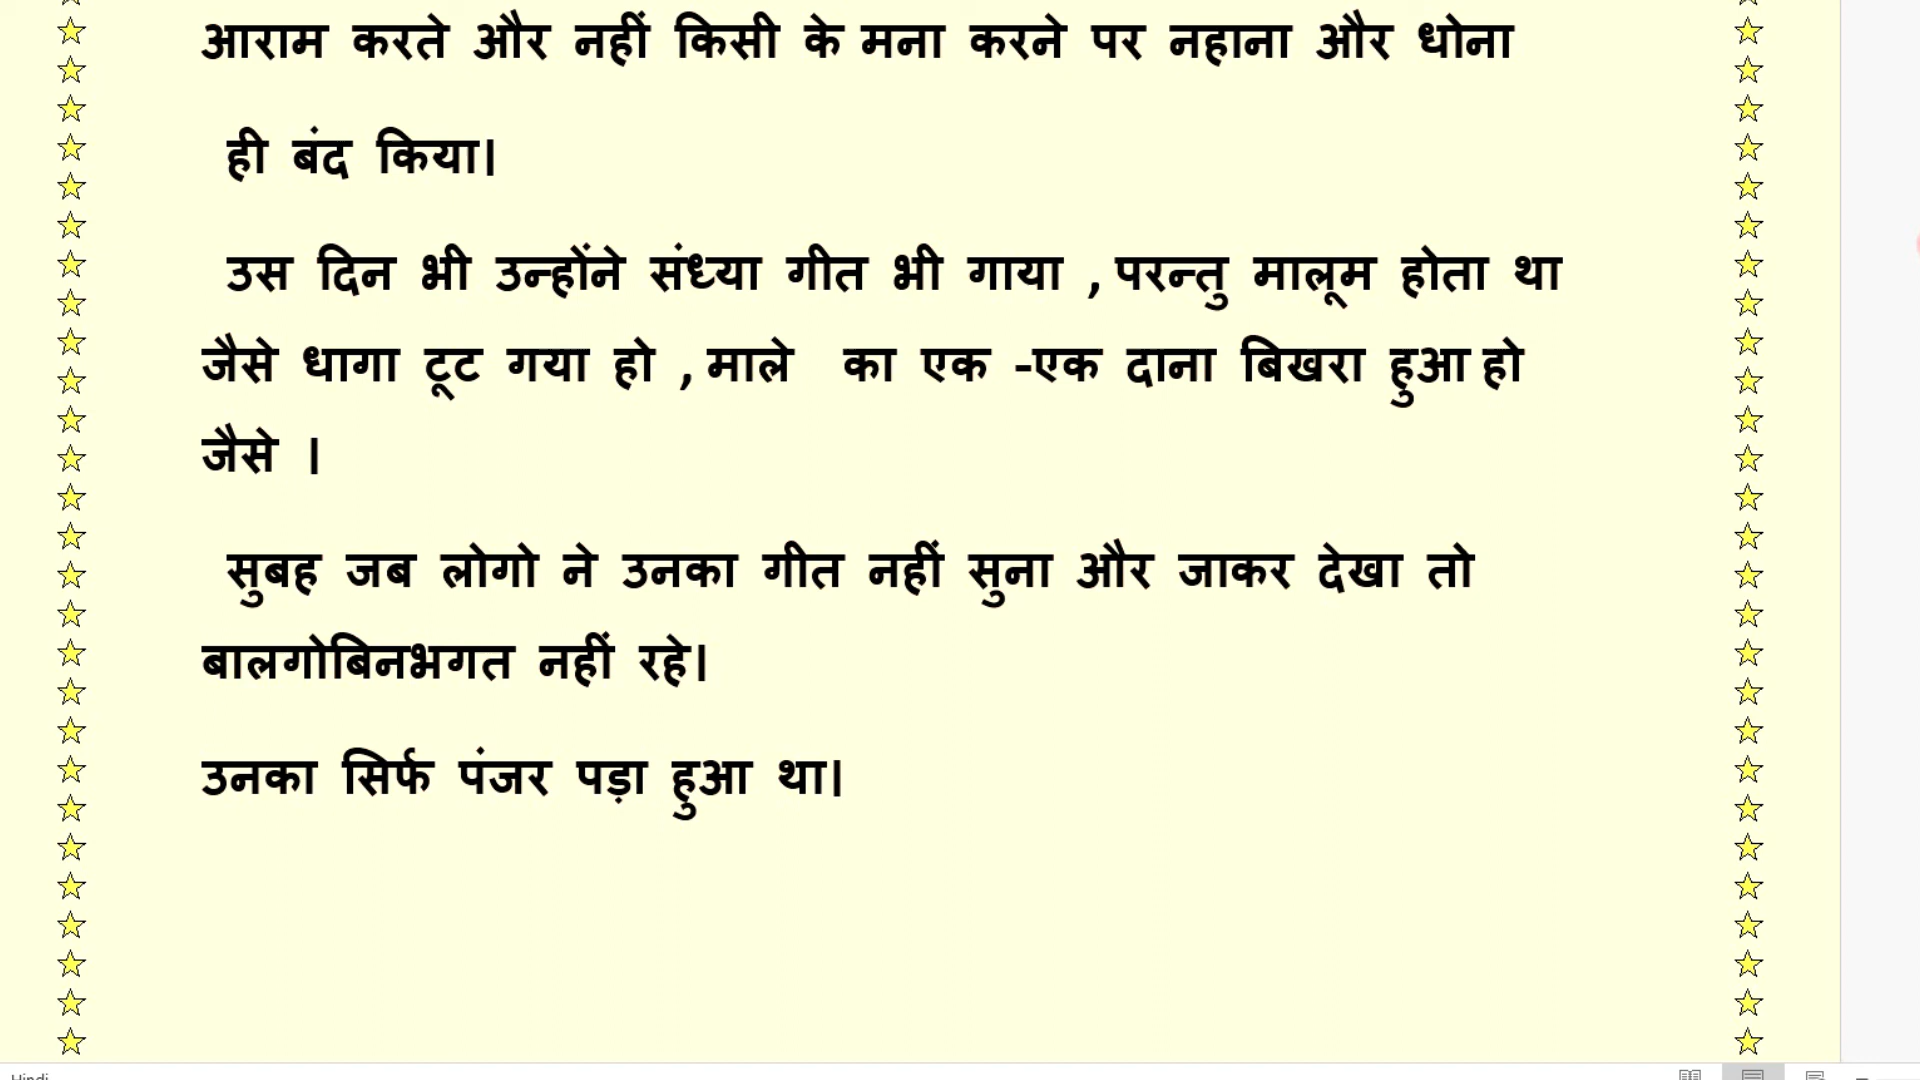 आराम करते और नहीं किसी के मना करने पर नहाना और धोना
ही बंद किया।
उस दिन भी उन्होंने संध्या गीत भी गाया , परन्तु मालूम होता था
जैसे धागा टूट गया हो , माले का एक -एक दाना बिखरा हुआ हो
जैसे ।
सुबह जब लोगो ने उनका गीत नहीं सुना और जाकर देखा तो
बालगोबिनभगत नहीं रहे।
उनका सिर्फ पंजर पड़ा हुआ था।
Hindi